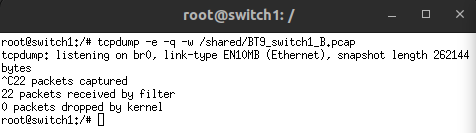 root@switch1: /
root@switch1:/# tcpdump -e -q -w /shared/BT9_switch1_B.pcap
tcpdump: listening on br0, link-type EN10MB (Ethernet), snapshot length 262144
bytes
^C22 packets captured
22 packets received by filter
0 packets dropped by kernel
root@switch1:/#